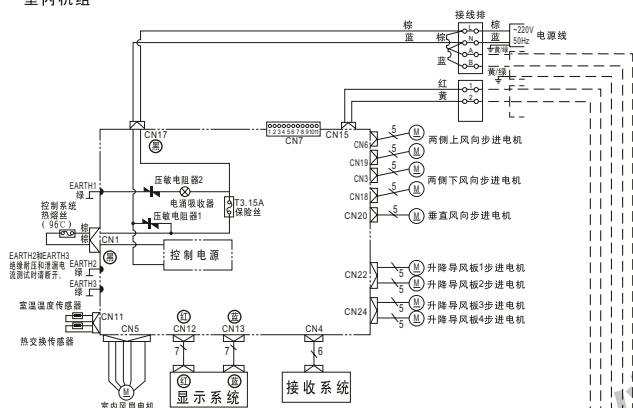 室内机组
接线排
棕 L 棕 ~220V
蓝 棕 N 蓝 50Hz 电源线
A 黄/绿
蓝 B
黄/绿
红 1
黄 2
CN17
黑
1 2 3 4 5 6 7 8 9 10 11
CN7
CN15
CN6 5 M 两侧上风向步进电机
CN19 M
CN3 5 M 两侧下风向步进电机
CN18 M
CN20 5 M 垂直风向步进电机
EARTH1
绿
压敏电阻器2
电涌吸收器
压敏电阻器1
T3.15A
保险丝
控制系统
热熔丝
(96C)
棕
棕
CN1
黑
控制电源
EARTH2和EARTH3
绝缘耐压和泄漏电
流测试时请断开.
EARTH2
绿
EARTH3
绿
CN22 5 M 升降导风板1步进电机
5 M 升降导风板2步进电机
CN24 5 M 升降导风板3步进电机
5 M 升降导风板4步进电机
室温温度传感器
CN11
热交换传感器
CN5
红
CN12
蓝
CN13
CN4
7 7 6
红 蓝
显示系统
接收系统
M
室内风扇电机